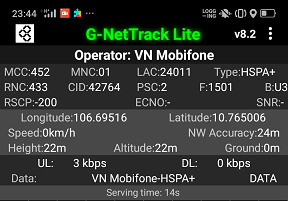 23:44 LOGGING 51
G-NetTrack Lite v8.2
Operator: VN Mobifone
MCC:452 MNC:01 LAC:24011 Type:HSPA+
RNC:433 CID:42764 PSC:2 F:1501 B:U3
RSCP:-200 ECNO:- SNR:-
Longitude:106.69516 Latitude:10.765006
Speed:0km/h NW Accuracy:24m
Height:22m Altitude:22m Ground:0m
UL: 3 kbps DL: 0 kbps
Data: VN Mobifone-HSPA+ DATA
Serving time: 14s